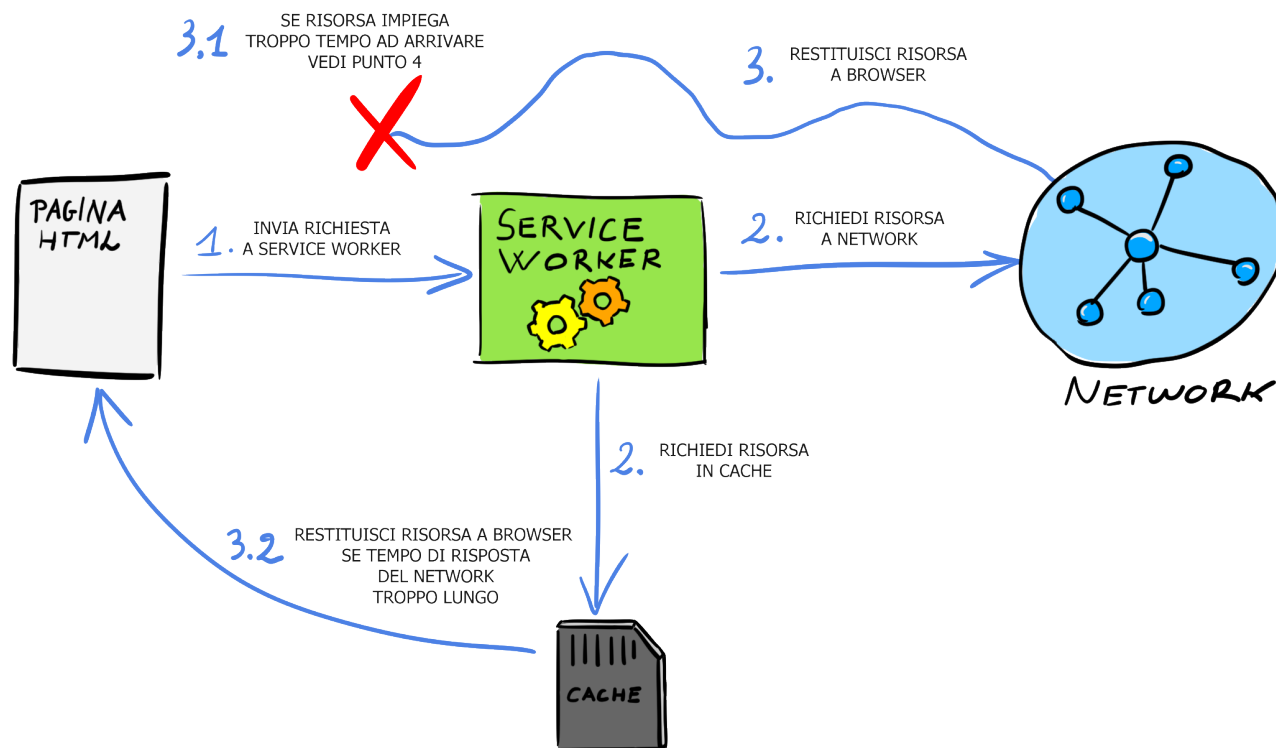 3.1
SE RISORSA IMPIEGA
TROPPO TEMPO AD ARRIVARE
VEDI PUNTO 4
3.
RESTITUISCI RISORSA
A BROWSER
PAGINA
HTML
1.
INVIA RICHIESTA
A SERVICE WORKER
SERVICE
WORKER
2.
RICHIEDI RISORSA
A NETWORK
NETWORK
2.
RICHIEDI RISORSA
IN CACHE
3.2
RESTITUISCI RISORSA A BROWSER
SE TEMPO DI RISPOSTA
DEL NETWORK
TROPPO LUNGO
CACHE